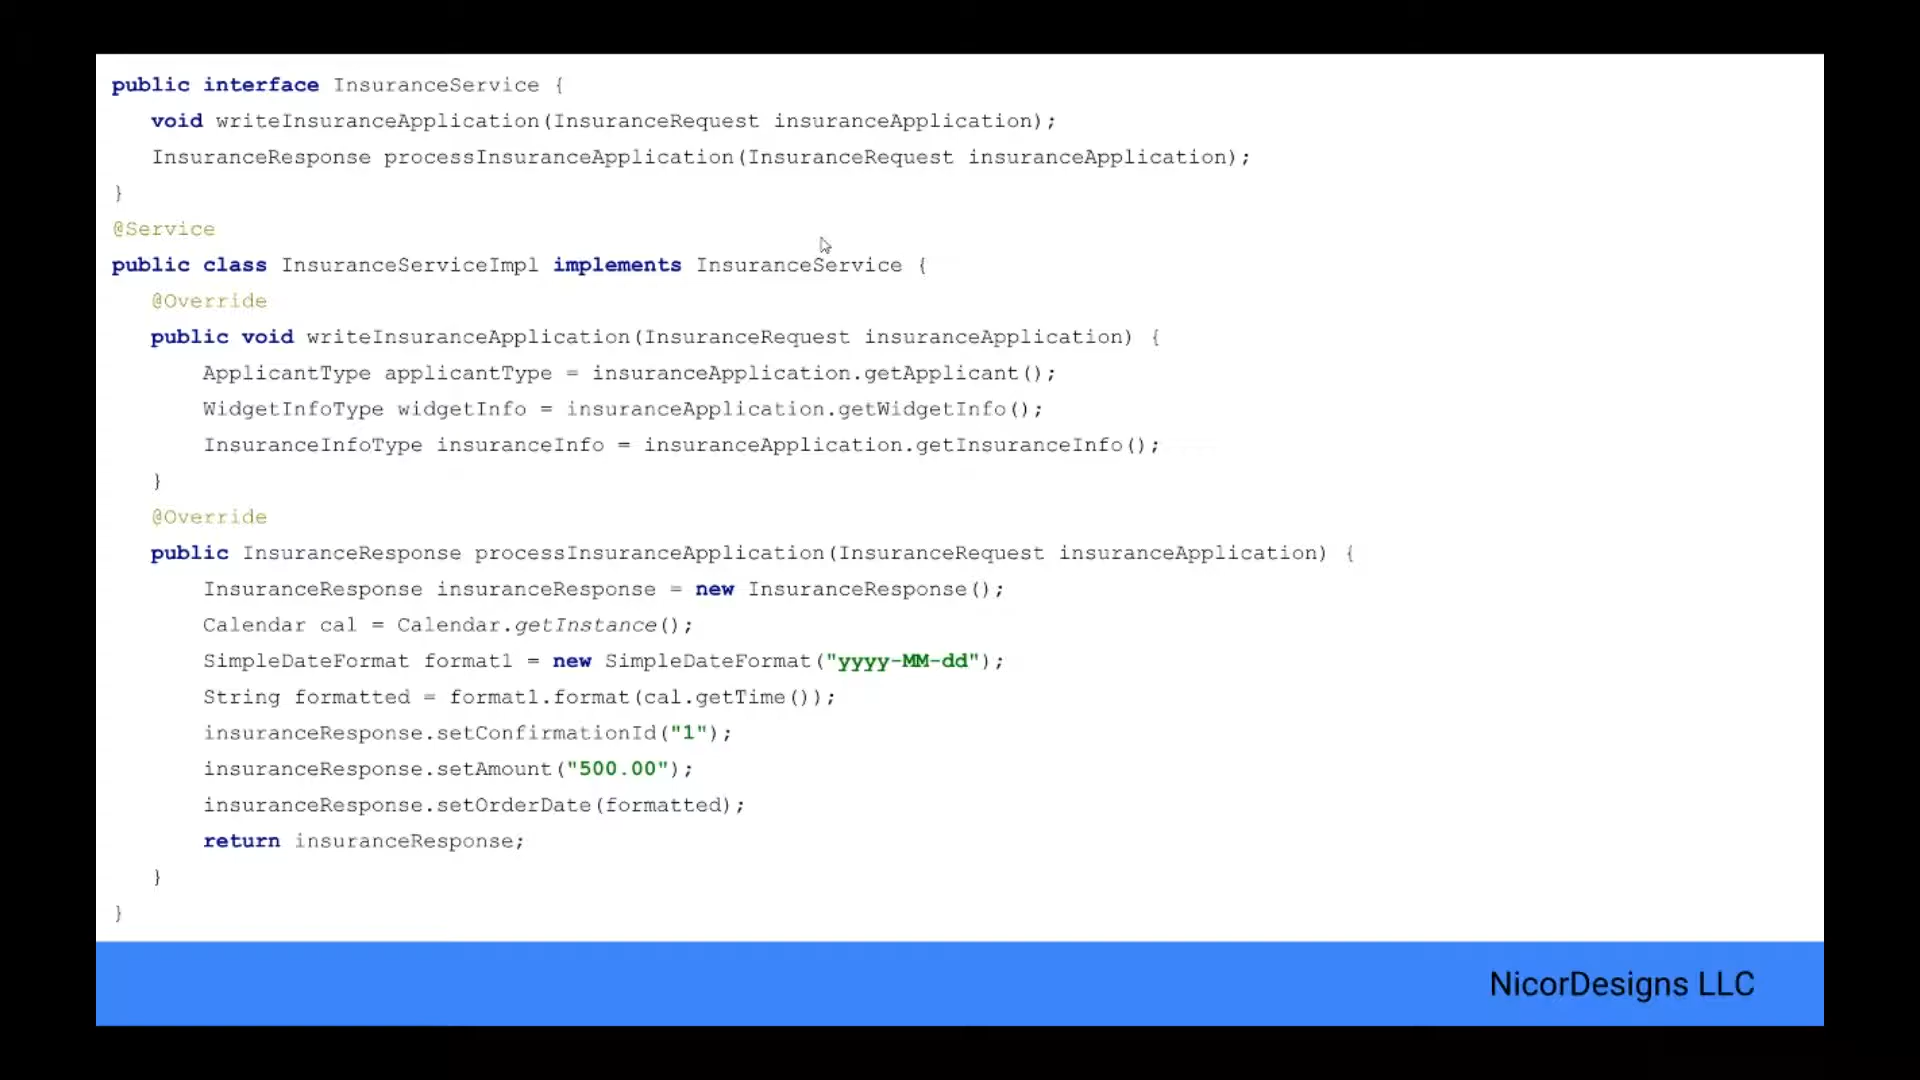 public interface InsuranceService {
void writeInsuranceApplication(InsuranceRequest insuranceApplication);
InsuranceResponse processInsuranceApplication(InsuranceRequest insuranceApplication);
}
@Service
public class InsuranceServiceImpl implements InsuranceService {
@Override
public void writeInsuranceApplication(InsuranceRequest insuranceApplication) {
ApplicantType applicantType = insuranceApplication.getApplicant();
WidgetInfoType widgetInfo = insuranceApplication.getWidgetInfo();
InsuranceInfoType insuranceInfo = insuranceApplication.getInsuranceInfo();
}
@Override
public InsuranceResponse processInsuranceApplication(InsuranceRequest insuranceApplication) {
InsuranceResponse insuranceResponse = new InsuranceResponse();
Calendar cal = Calendar.getInstance();
SimpleDateFormat format1 = new SimpleDateFormat("yyyy-MM-dd");
String formatted = format1.format(cal.getTime());
insuranceResponse.setConfirmationId("1");
insuranceResponse.setAmount("500.00");
insuranceResponse.setOrderDate(formatted);
return insuranceResponse;
}
}
NicorDesigns LLC